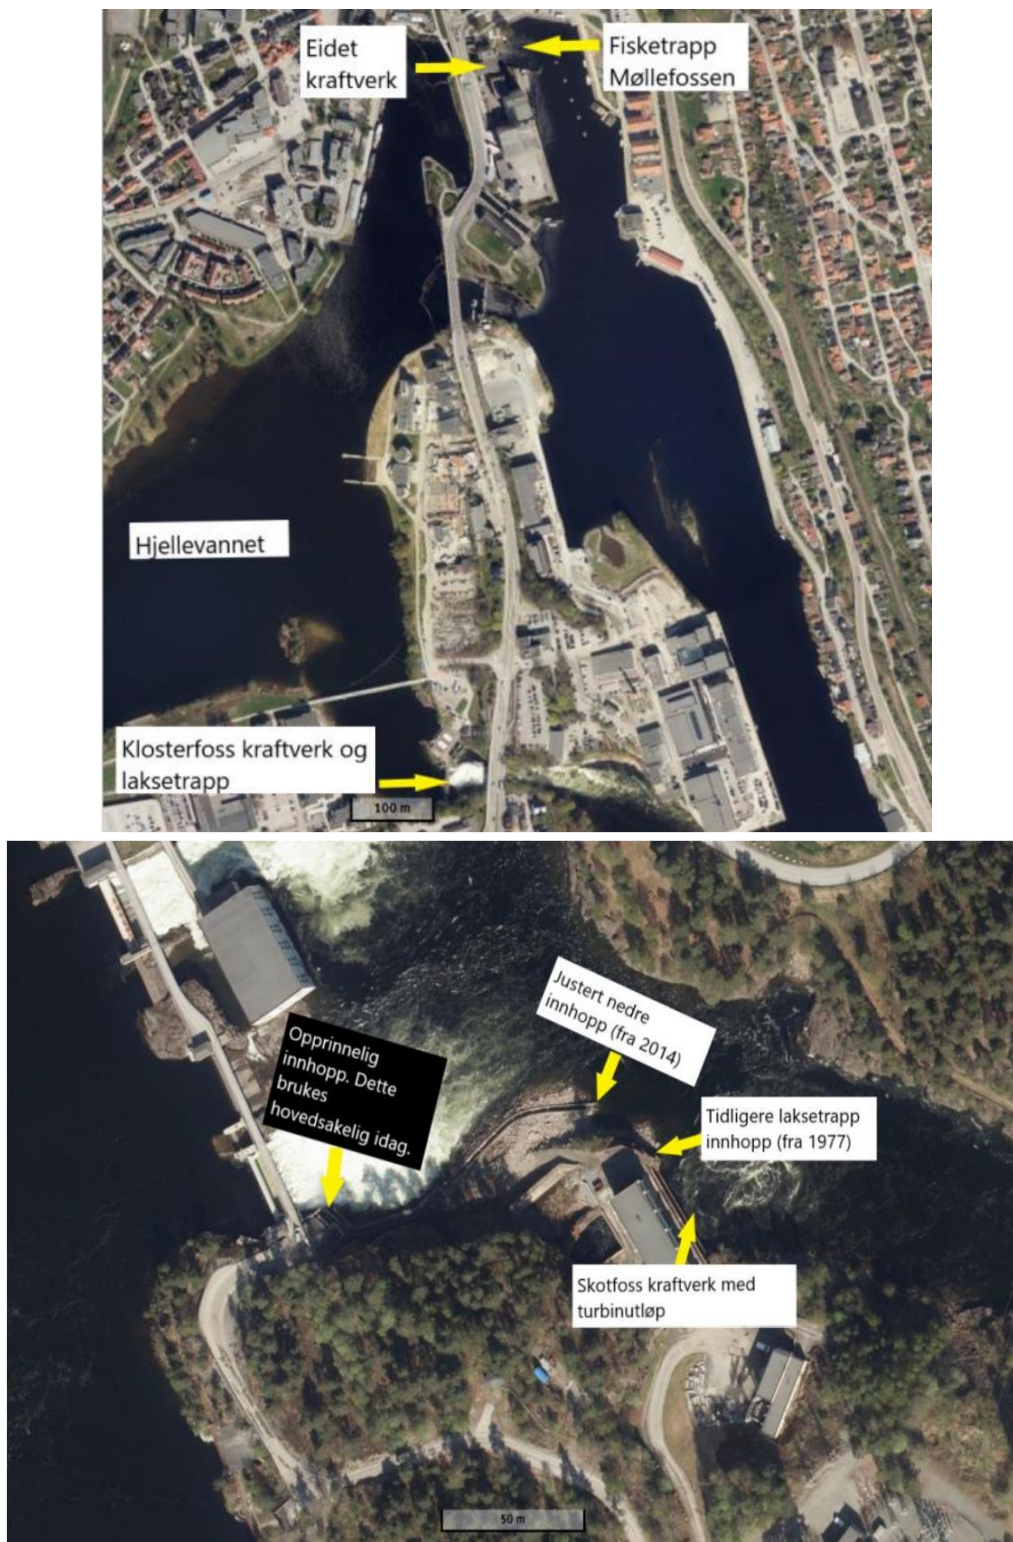 Eidet
kraftverk
Fisketrapp
Møllefossen
Hjellevannet
Klosterfoss kraftverk og
laksetrapp
100 m
Justert nedre
innhopp (fra 2014)
Opprinnelig
innhopp. Dette
brukes
hovedsakelig idag.
Tidligere laksetrapp
innhopp (fra 1977)
Skotfoss kraftverk med
turbinutløp
50 m